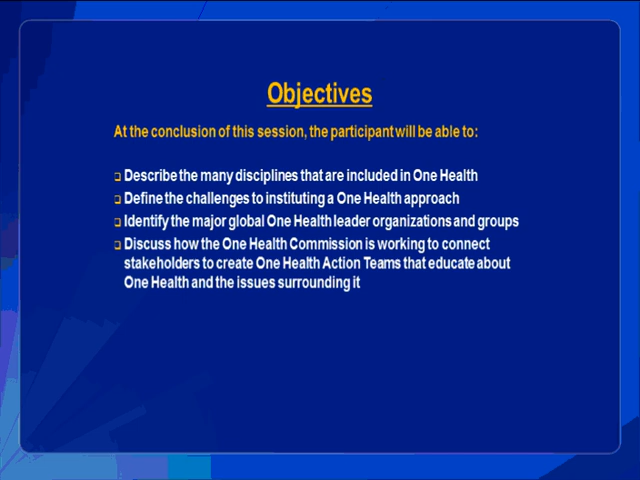 Objectives
At the conclusion of this session, the participant will be able to:
Describe the many disciplines that are included in One Health
Define the challenges to instituting a One Health approach
Identify the major global One Health leader organizations and groups
Discuss how the One Health Commission is working to connect
stakeholders to create One Health Action Teams that educate about
One Health and the issues surrounding it